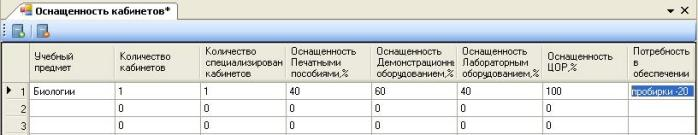 Оснащенность кабинетов*
Учебный предмет Количество кабинетов Количество специализирован кабинетов Оснащенность Печатными пособиями,% Оснащенность Демонстрационны оборудованием,% Оснащенность Лабораторным оборудованием,% Оснащенность ЦОР,% Потребность в обеспечении
1 Биологии 1 1 40 60 40 100 пробирки -20
2 0 0 0 0 0 0
3 0 0 0 0 0 0